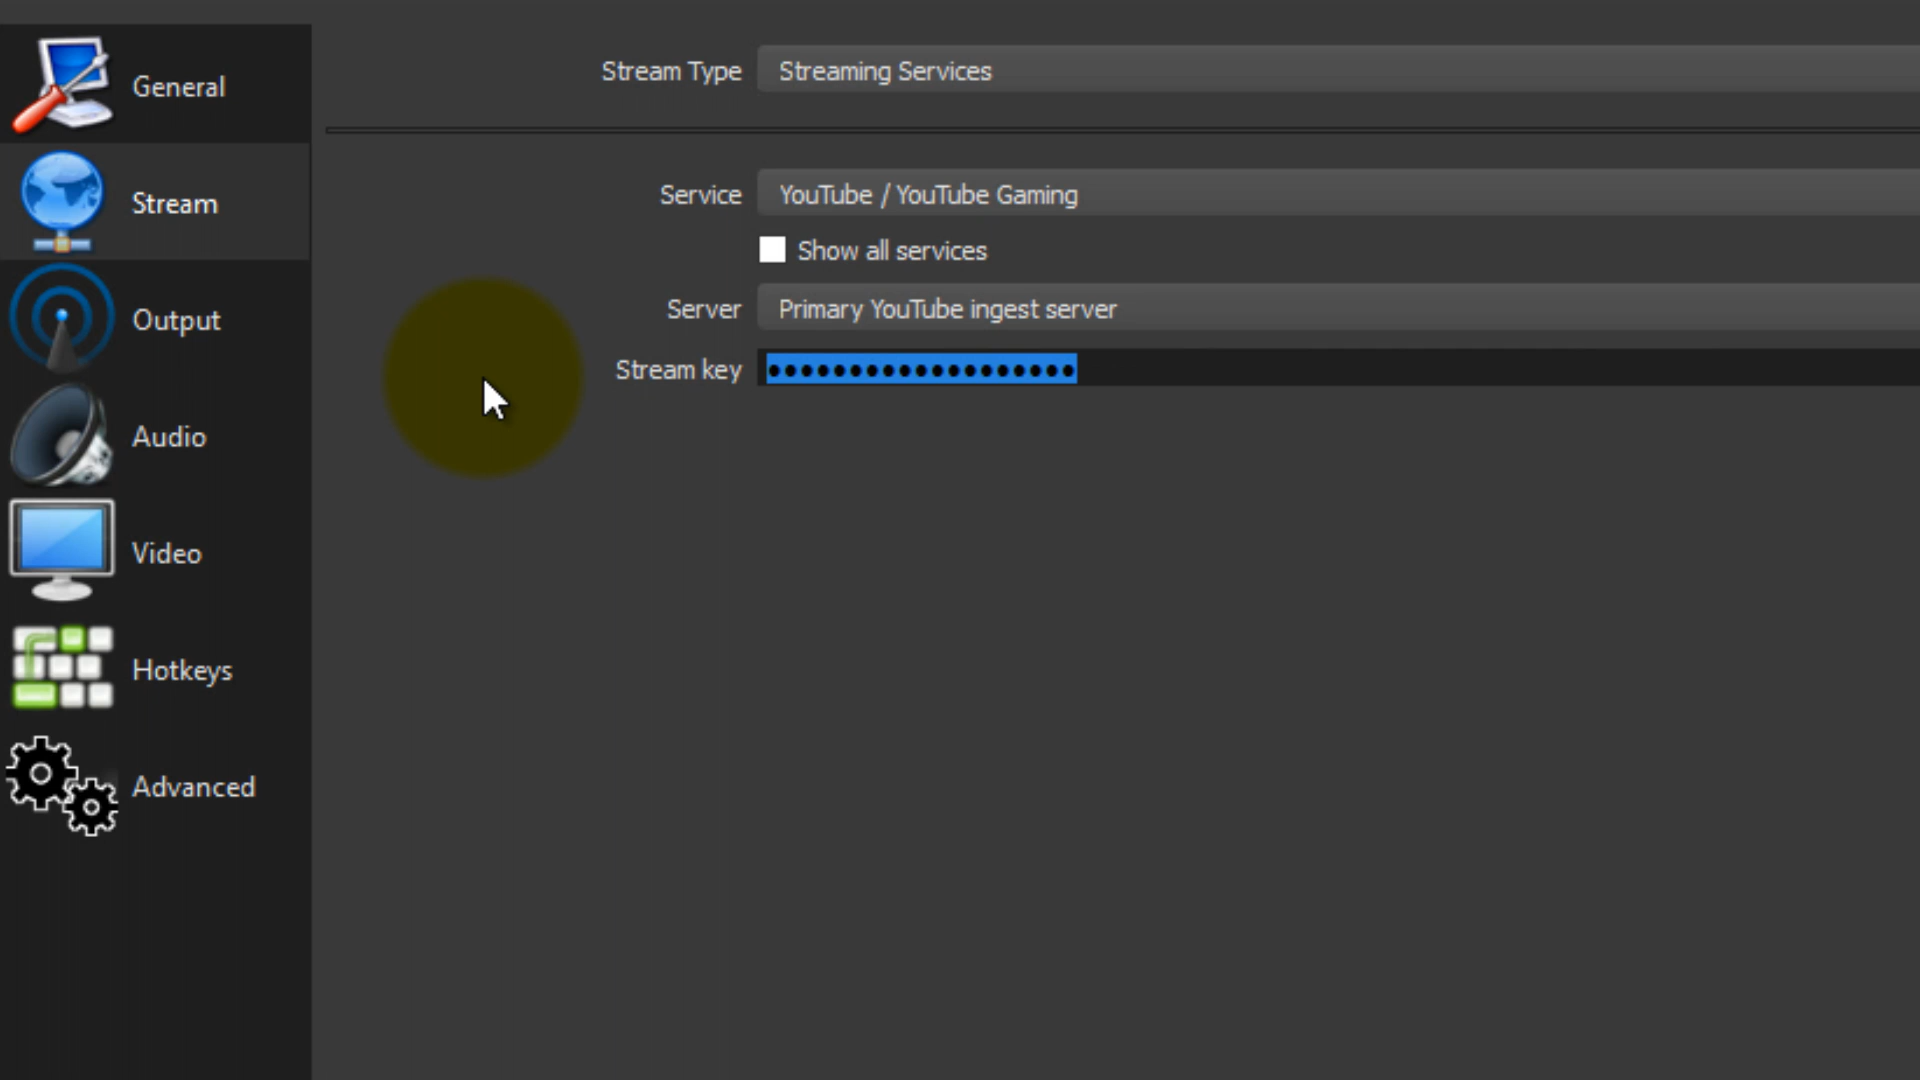 General
Stream
Output
Audio
Video
Hotkeys
Advanced
Stream Type Streaming Services
Service YouTube / YouTube Gaming
Show all services
Server Primary YouTube ingest server
Stream key ●●●●●●●●●●●●●●●●●●●